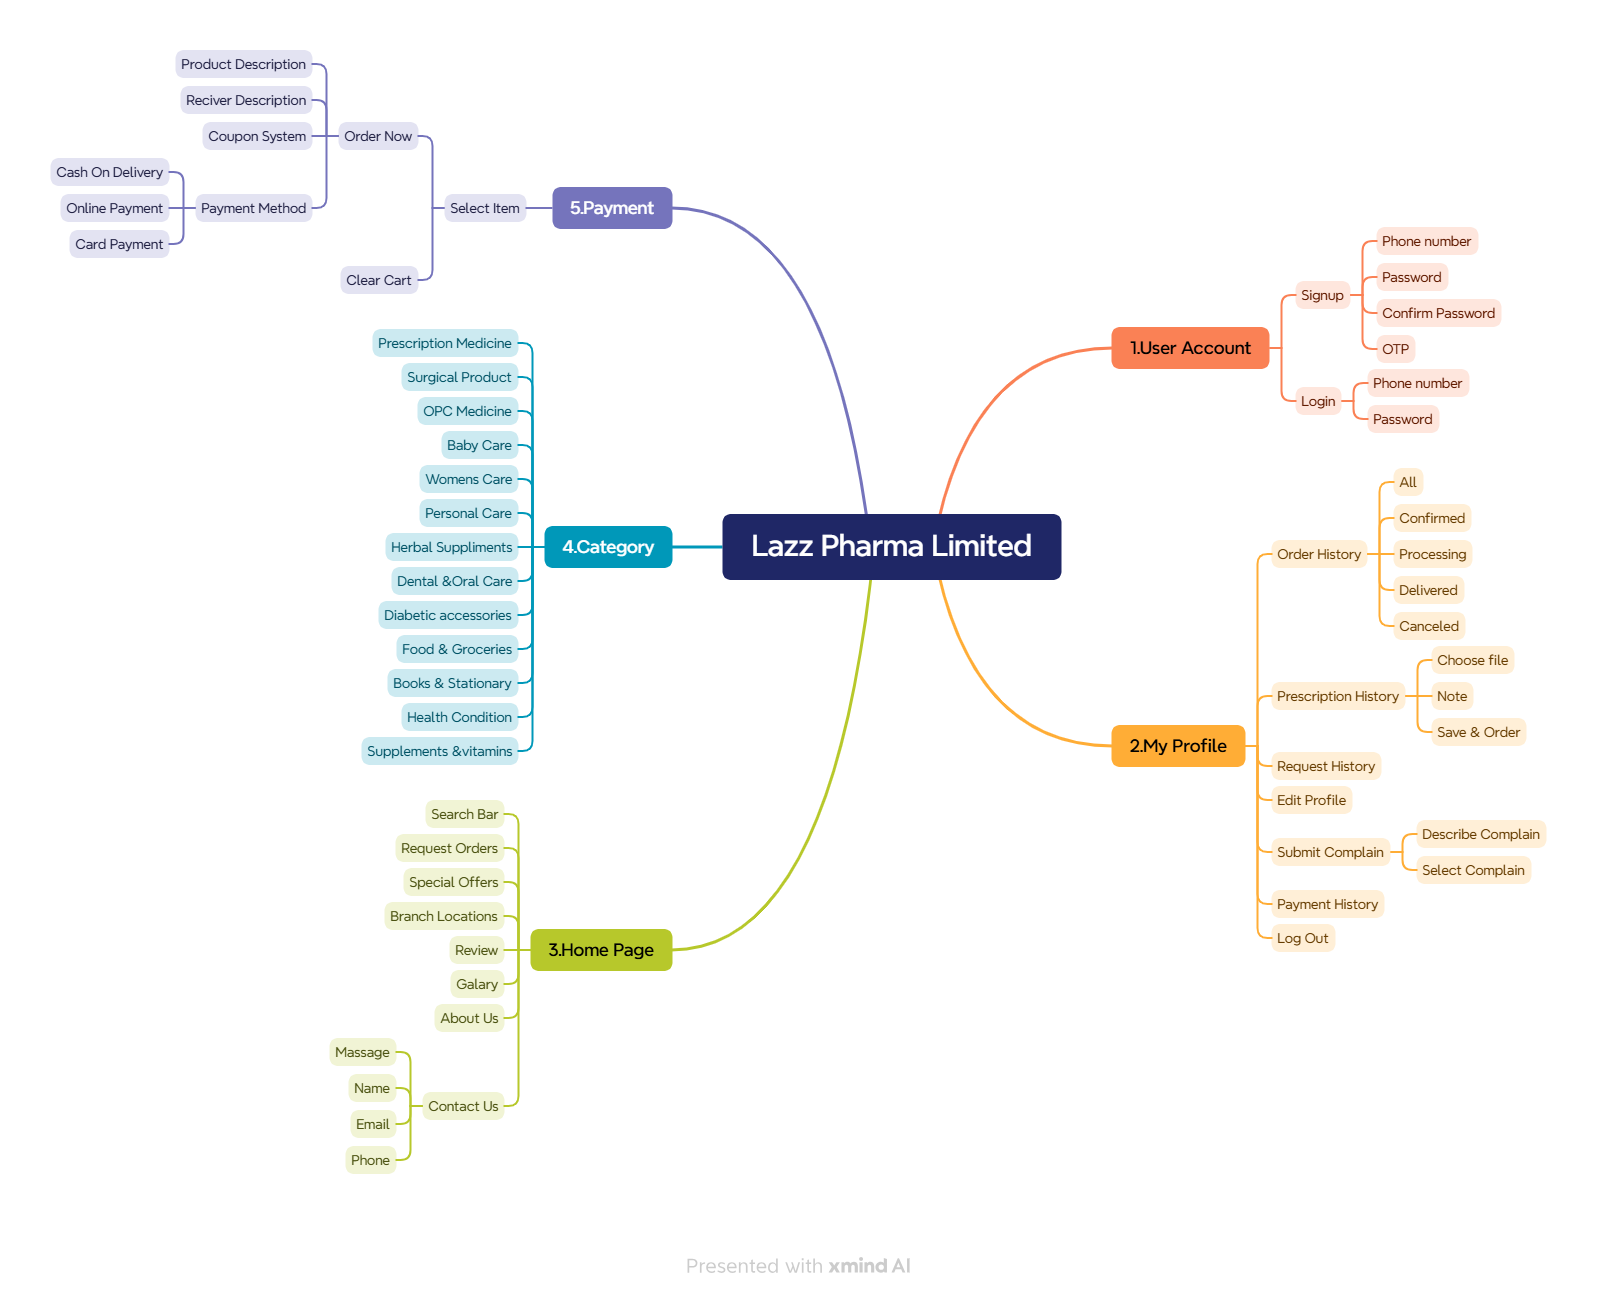 Lazz Pharma Limited
1.User Account
Signup
Phone number
Password
Confirm Password
OTP
Login
Phone number
Password
2.My Profile
Order History
All
Confirmed
Processing
Delivered
Canceled
Prescription History
Choose file
Note
Save & Order
Request History
Edit Profile
Submit Complain
Describe Complain
Select Complain
Payment History
Log Out
3.Home Page
Search Bar
Request Orders
Special Offers
Branch Locations
Review
Galary
About Us
Contact Us
Massage
Name
Email
Phone
4.Category
Prescription Medicine
Surgical Product
OPC Medicine
Baby Care
Womens Care
Personal Care
Herbal Suppliments
Dental &Oral Care
Diabetic accessories
Food & Groceries
Books & Stationary
Health Condition
Supplements &vitamins
5.Payment
Select Item
Order Now
Product Description
Reciver Description
Coupon System
Payment Method
Cash On Delivery
Online Payment
Card Payment
Clear Cart
Presented with xmind AI